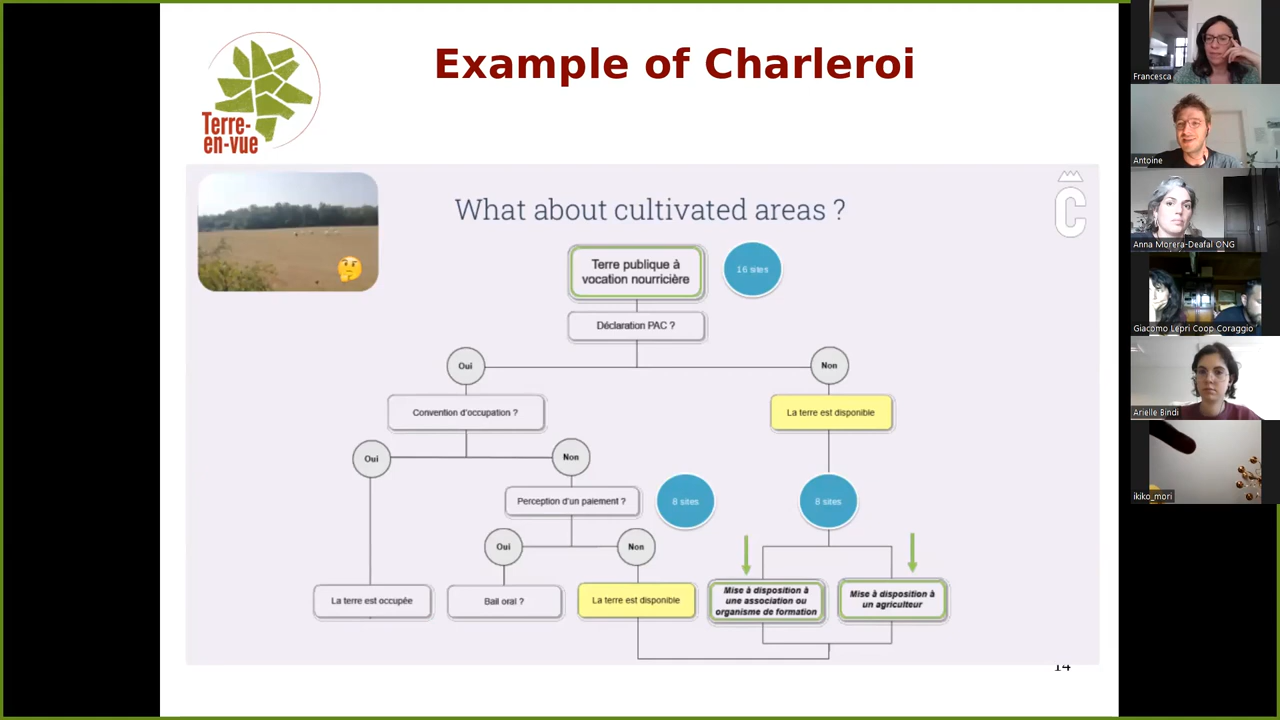 Example of Charleroi
Terre-
en-vue
What about cultivated areas ?
C
Terre publique à
vocation nourricière
16 sites
Déclaration PAC ?
Oui
Non
Convention d'occupation ?
La terre est disponible
Oui
Non
Perception d'un paiement ?
8 sites
8 sites
Oui
Non
La terre est occupée
Bail oral ?
La terre est disponible
Mise à disposition à
une association ou
organisme de formation
Mise à disposition à
un agriculteur
14
Francesca
Antoine
Anna Morera-Deafal ONG
Giacomo Lepri Coop Coraggio
Arielle Bindi
ikiko_mori